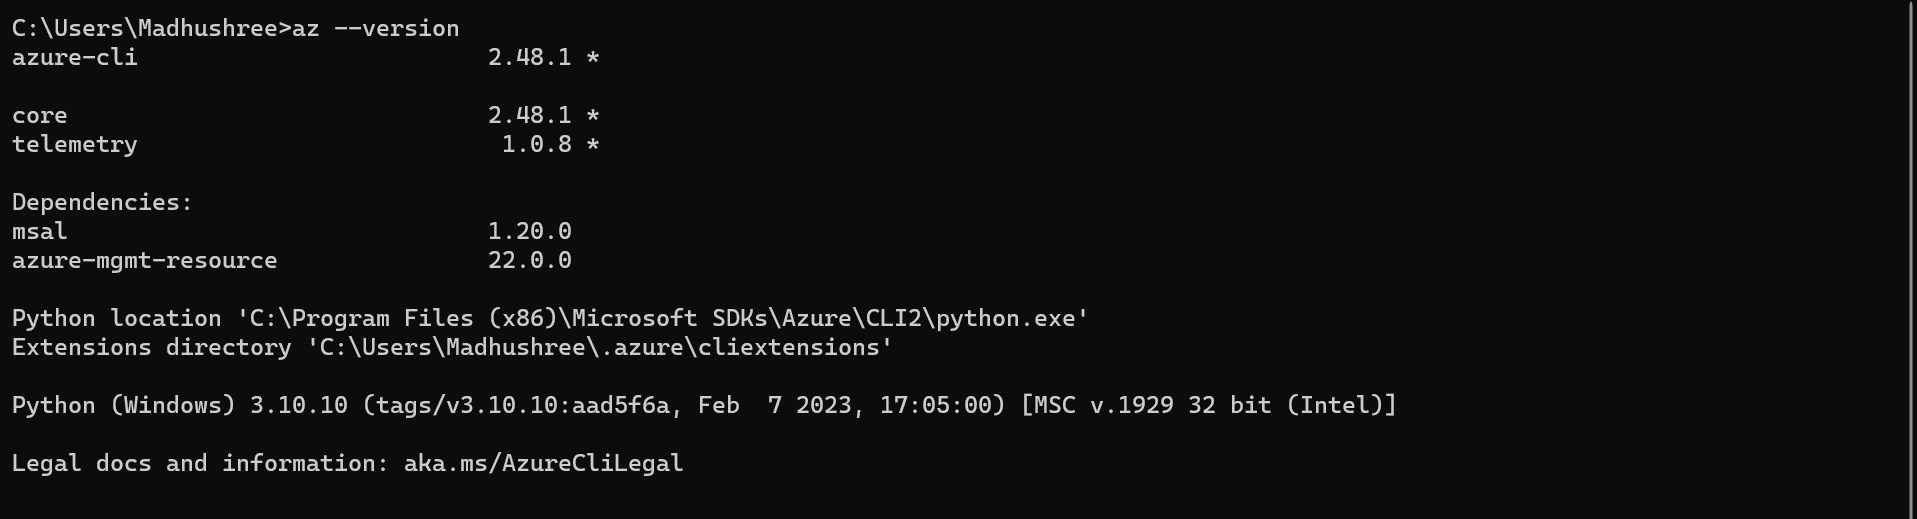 C:\Users\Madhushree>az --version
azure-cli                         2.48.1 *
core                              2.48.1 *
telemetry                          1.0.8 *
Dependencies:
msal                              1.20.0
azure-mgmt-resource               22.0.0
Python location 'C:\Program Files (x86)\Microsoft SDKs\Azure\CLI2\python.exe'
Extensions directory 'C:\Users\Madhushree\.azure\cliextensions'
Python (Windows) 3.10.10 (tags/v3.10.10:aad5f6a, Feb  7 2023, 17:05:00) [MSC v.1929 32 bit (Intel)]
Legal docs and information: aka.ms/AzureCliLegal